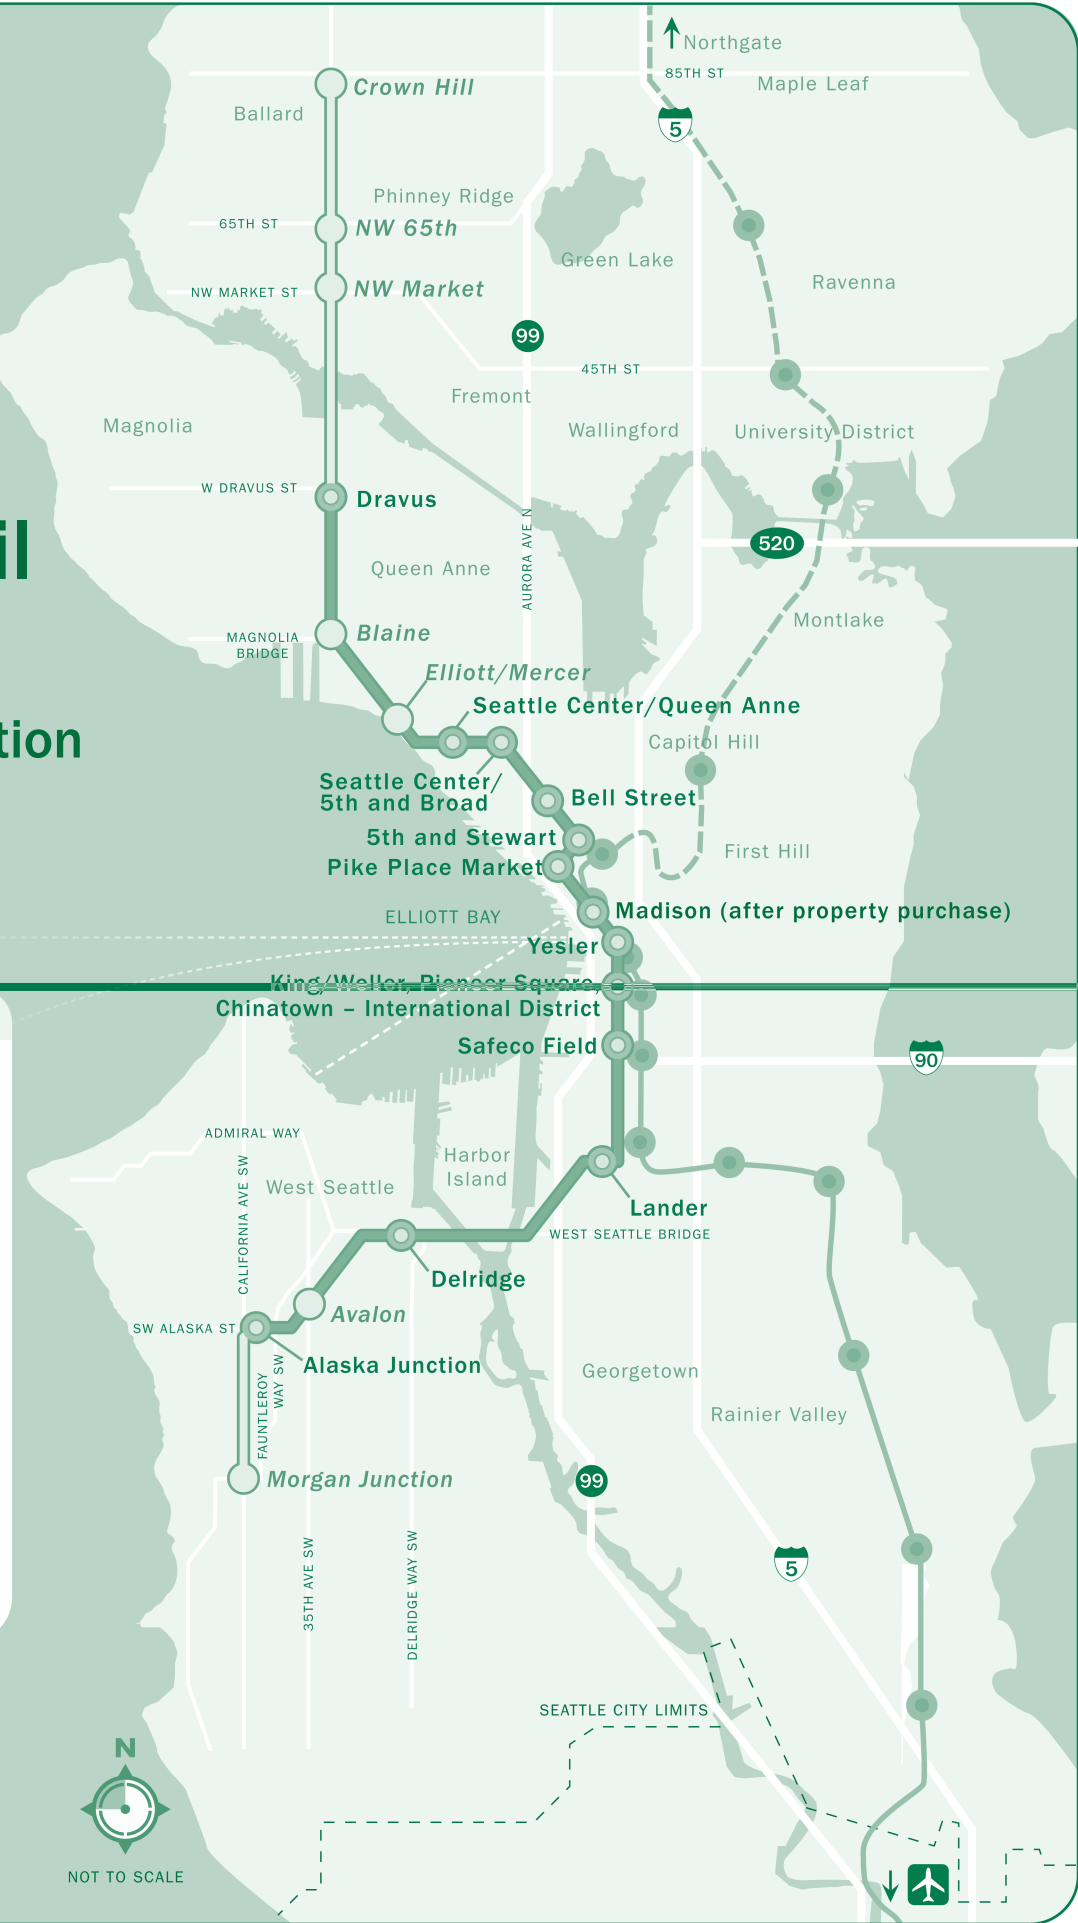 Northgate
85TH ST
Maple Leaf
Crown Hill
Ballard
5
Phinney Ridge
65TH ST
NW 65th
Green Lake
Ravenna
NW MARKET ST
NW Market
99
45TH ST
Fremont
Magnolia
Wallingford
University District
W DRAVUS ST
Dravus
AURORA AVE N
520
il
Queen Anne
Montlake
MAGNOLIA
BRIDGE
Blaine
Elliott/Mercer
Seattle Center/Queen Anne
tion
Capitol Hill
Seattle Center/
5th and Broad
Bell Street
5th and Stewart
First Hill
Pike Place Market
ELLIOTT BAY
Madison (after property purchase)
Yesler
King/Weller, Pioneer Square,
Chinatown – International District
Safeco Field
90
ADMIRAL WAY
Harbor
Island
CALIFORNIA AVE SW
West Seattle
Lander
WEST SEATTLE BRIDGE
Delridge
Avalon
SW ALASKA ST
Alaska Junction
Georgetown
FAUNTLEROY
WAY SW
Rainier Valley
Morgan Junction
99
35TH AVE SW
DELRIDGE WAY SW
5
SEATTLE CITY LIMITS
N
NOT TO SCALE